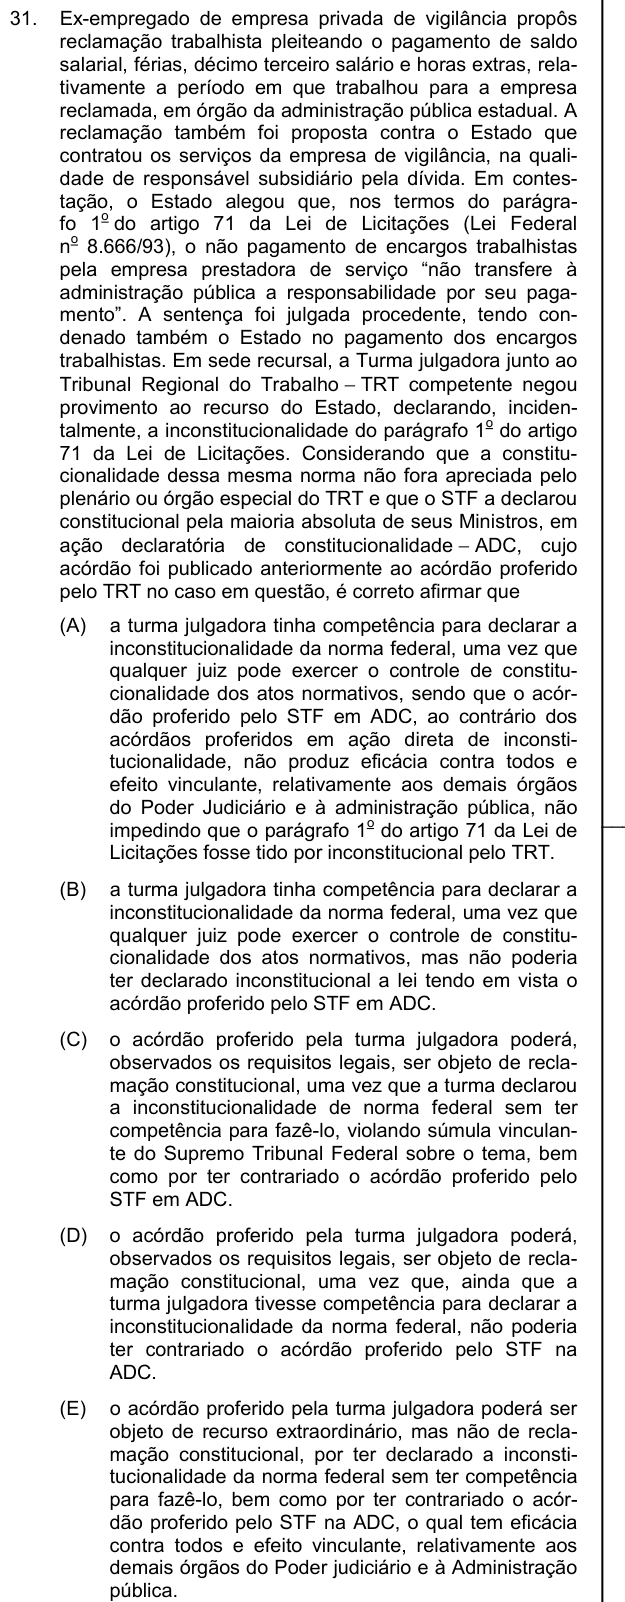 31. Ex-empregado de empresa privada de vigilância propôs
reclamação trabalhista pleiteando o pagamento de saldo
salarial, férias, décimo terceiro salário e horas extras, rela-
tivamente a período em que trabalhou para a empresa
reclamada, em órgão da administração pública estadual. A
reclamação também foi proposta contra o Estado que
contratou os serviços da empresa de vigilância, na quali-
dade de responsável subsidiário pela dívida. Em contes-
tação, o Estado alegou que, nos termos do parágra-
fo 1º do artigo 71 da Lei de Licitações (Lei Federal
nº 8.666/93), o não pagamento de encargos trabalhistas
pela empresa prestadora de serviço “não transfere à
administração pública a responsabilidade por seu paga-
mento”. A sentença foi julgada procedente, tendo con-
denado também o Estado no pagamento dos encargos
trabalhistas. Em sede recursal, a Turma julgadora junto ao
Tribunal Regional do Trabalho – TRT competente negou
provimento ao recurso do Estado, declarando, inciden-
talmente, a inconstitucionalidade do parágrafo 1º do artigo
71 da Lei de Licitações. Considerando que a constitu-
cionalidade dessa mesma norma não fora apreciada pelo
plenário ou órgão especial do TRT e que o STF a declarou
constitucional pela maioria absoluta de seus Ministros, em
ação declaratória de constitucionalidade – ADC, cujo
acórdão foi publicado anteriormente ao acórdão proferido
pelo TRT no caso em questão, é correto afirmar que
(A) a turma julgadora tinha competência para declarar a
inconstitucionalidade da norma federal, uma vez que
qualquer juiz pode exercer o controle de constitu-
cionalidade dos atos normativos, sendo que o acór-
dão proferido pelo STF em ADC, ao contrário dos
acórdãos proferidos em ação direta de inconsti-
tucionalidade, não produz eficácia contra todos e
efeito vinculante, relativamente aos demais órgãos
do Poder Judiciário e à administração pública, não
impedindo que o parágrafo 1º do artigo 71 da Lei de
Licitações fosse tido por inconstitucional pelo TRT.
(B) a turma julgadora tinha competência para declarar a
inconstitucionalidade da norma federal, uma vez que
qualquer juiz pode exercer o controle de constitu-
cionalidade dos atos normativos, mas não poderia
ter declarado inconstitucional a lei tendo em vista o
acórdão proferido pelo STF em ADC.
(C) o acórdão proferido pela turma julgadora poderá,
observados os requisitos legais, ser objeto de recla-
mação constitucional, uma vez que a turma declarou
a inconstitucionalidade de norma federal sem ter
competência para fazê-lo, violando súmula vinculan-
te do Supremo Tribunal Federal sobre o tema, bem
como por ter contrariado o acórdão proferido pelo
STF em ADC.
(D) o acórdão proferido pela turma julgadora poderá,
observados os requisitos legais, ser objeto de recla-
mação constitucional, uma vez que, ainda que a
turma julgadora tivesse competência para declarar a
inconstitucionalidade da norma federal, não poderia
ter contrariado o acórdão proferido pelo STF na
ADC.
(E) o acórdão proferido pela turma julgadora poderá ser
objeto de recurso extraordinário, mas não de recla-
mação constitucional, por ter declarado a inconsti-
tucionalidade da norma federal sem ter competência
para fazê-lo, bem como por ter contrariado o acór-
dão proferido pelo STF na ADC, o qual tem eficácia
contra todos e efeito vinculante, relativamente aos
demais órgãos do Poder judiciário e à Administração
pública.